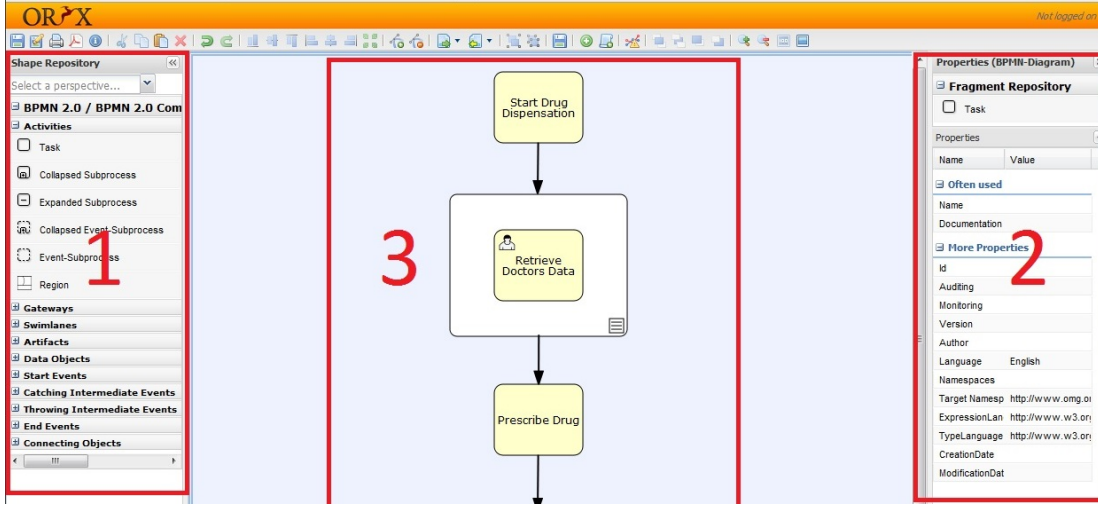 ORYX
Not logged on
Shape Repository
Select a perspective...
BPMN 2.0 / BPMN 2.0 Com
Activities
Task
Collapsed Subprocess
Expanded Subprocess
Collapsed Event-Subprocess
Event-Subprocess
Region
Gateways
Swimlanes
Artifacts
Data Objects
Start Events
Catching Intermediate Events
Throwing Intermediate Events
End Events
Connecting Objects
1
Start Drug
Dispensation
Retrieve
Doctors Data
Prescribe Drug
3
Properties (BPMN-Diagram)
Fragment Repository
Task
Properties
Name Value
Often used
Name
Documentation
More Properties
Id
Auditing
Monitoring
Version
Author
Language English
Namespaces
Target Namesp http://www.omg.or
ExpressionLan http://www.w3.org
TypeLanguage http://www.w3.org
CreationDate
ModificationDat
2